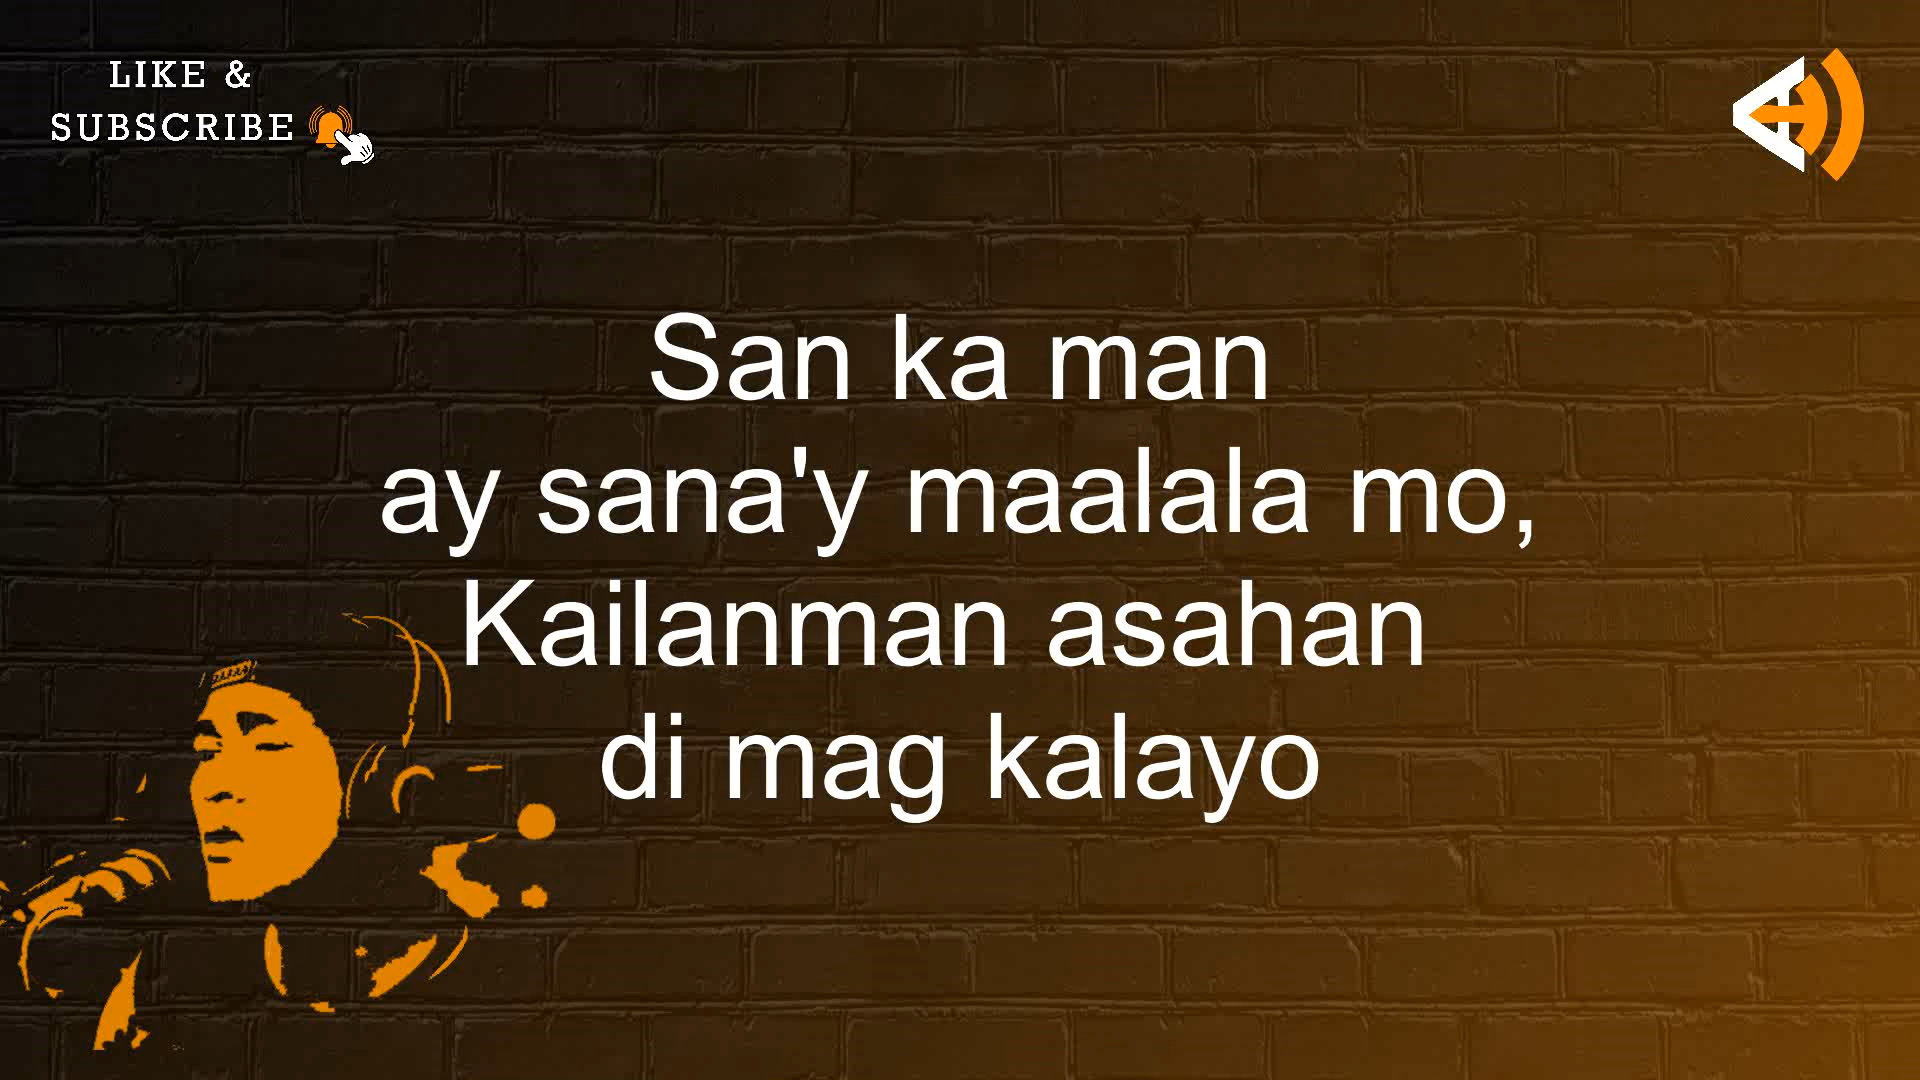 LIKE &
SUBSCRIBE
San ka man
ay sana'y maalala mo,
Kailanman asahan
di mag kalayo